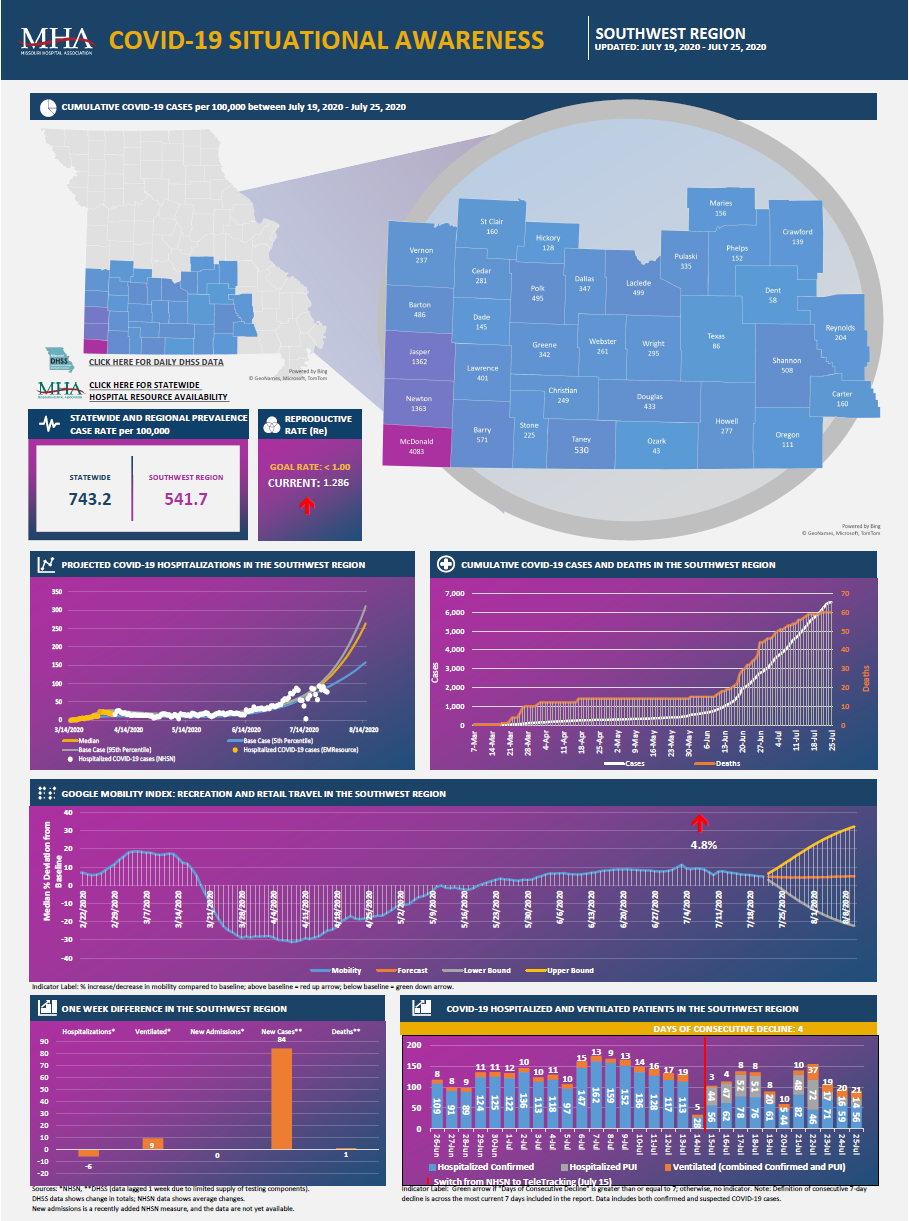 MHA
MISSOURI HOSPITAL ASSOCIATION
COVID-19 SITUATIONAL AWARENESS
SOUTHWEST REGION
UPDATED: JULY 19, 2020 - JULY 25, 2020
CUMULATIVE COVID-19 CASES per 100,000 between July 19, 2020 - July 25, 2020
Maries
156
St Clair
160
Crawford
139
Hickory
128
Vernon
237
Phelps
152
Pulaski
335
Cedar
281
Dallas
347
Laclede
499
Polk
495
Dent
58
Barton
486
Dade
145
Reynolds
204
Texas
86
Greene
342
Webster
261
Wright
295
Jasper
1362
Shannon
508
Lawrence
401
Christian
249
Douglas
433
Carter
160
Newton
1363
Howell
277
Stone
225
Barry
571
McDonald
4083
Taney
530
Ozark
43
Oregon
111
DHSS
CLICK HERE FOR DAILY DHSS DATA
Powered by Bing
© GeoNames, Microsoft, TomTom
MHA
CLICK HERE FOR STATEWIDE
HOSPITAL RESOURCE AVAILABILITY
Powered by Bing
© GeoNames, Microsoft, TomTom
STATEWIDE AND REGIONAL PREVALENCE
CASE RATE per 100,000
STATEWIDE
743.2
SOUTHWEST REGION
541.7
REPRODUCTIVE
RATE (Re)
GOAL RATE: < 1.00
CURRENT: 1.286
PROJECTED COVID-19 HOSPITALIZATIONS IN THE SOUTHWEST REGION
350
300
250
200
150
100
50
0
3/14/2020 4/14/2020 5/14/2020 6/14/2020 7/14/2020 8/14/2020
Median
Base Case (5th Percentile)
Base Case (95th Percentile)
Hospitalized COVID-19 cases (EMResource)
Hospitalized COVID-19 cases (NHSN)
CUMULATIVE COVID-19 CASES AND DEATHS IN THE SOUTHWEST REGION
7,000 70
6,000 60
5,000 50
4,000 40
3,000 30
2,000 20
1,000 10
0 0
Cases
Deaths
7-Mar 14-Mar 21-Mar 28-Mar 4-Apr 11-Apr 18-Apr 25-Apr 2-May 9-May 16-May 23-May 30-May 6-Jun 13-Jun 20-Jun 27-Jun 4-Jul 11-Jul 18-Jul 25-Jul
Cases Deaths
GOOGLE MOBILITY INDEX: RECREATION AND RETAIL TRAVEL IN THE SOUTHWEST REGION
Median % Deviation from
Baseline
40
30
20
10
0
-10
-20
-30
-40
4.8%
2/22/2020 2/29/2020 3/7/2020 3/14/2020 3/21/2020 3/28/2020 4/4/2020 4/11/2020 4/18/2020 4/25/2020 5/2/2020 5/9/2020 5/16/2020 5/23/2020 5/30/2020 6/6/2020 6/13/2020 6/20/2020 6/27/2020 7/4/2020 7/11/2020 7/18/2020 7/25/2020 8/1/2020 8/8/2020
Mobility Forecast Lower Bound Upper Bound
Indicator Label: % increase/decrease in mobility compared to baseline; above baseline = red up arrow; below baseline = green down arrow.
ONE WEEK DIFFERENCE IN THE SOUTHWEST REGION
Hospitalizations* Ventilated* New Admissions* New Cases** Deaths**
90
80
70
60
50
40
30
20
10
0
-10
-20
-6 9 0 84 1
Sources: *NHSN, **DHSS (data lagged 1 week due to limited supply of testing components).
DHSS data shows change in totals; NHSN data shows average changes.
New admissions is a recently added NHSN measure, and the data are not yet available.
COVID-19 HOSPITALIZED AND VENTILATED PATIENTS IN THE SOUTHWEST REGION
DAYS OF CONSECUTIVE DECLINE: 4
200
150
100
50
0
8 8 9 11 11 12 10 10 11 10 15 13 9 13 14 16 17 19 5 3 4 8 8 8 10 10 37 19 20 21
44 47 52 51 20 5 48 72 17 16 14
109 91 89 124 125 122 136 113 118 97 147 162 159 152 136 128 117 113 28 56 62 78 76 61 44 82 46 71 59 56
26-Jun 27-Jun 28-Jun 29-Jun 30-Jun 1-Jul 2-Jul 3-Jul 4-Jul 5-Jul 6-Jul 7-Jul 8-Jul 9-Jul 10-Jul 11-Jul 12-Jul 13-Jul 14-Jul 15-Jul 16-Jul 17-Jul 18-Jul 19-Jul 20-Jul 21-Jul 22-Jul 23-Jul 24-Jul 25-Jul
Hospitalized Confirmed Hospitalized PUI Ventilated (combined Confirmed and PUI)
Switch from NHSN to TeleTracking (July 15)
Indicator Label: Green arrow if "Days of Consecutive Decline" is greater than or equal to 7; otherwise, no indicator. Note: Definition of consecutive 7-day
decline is across the most current 7 days included in the report. Data includes both confirmed and suspected COVID-19 cases.